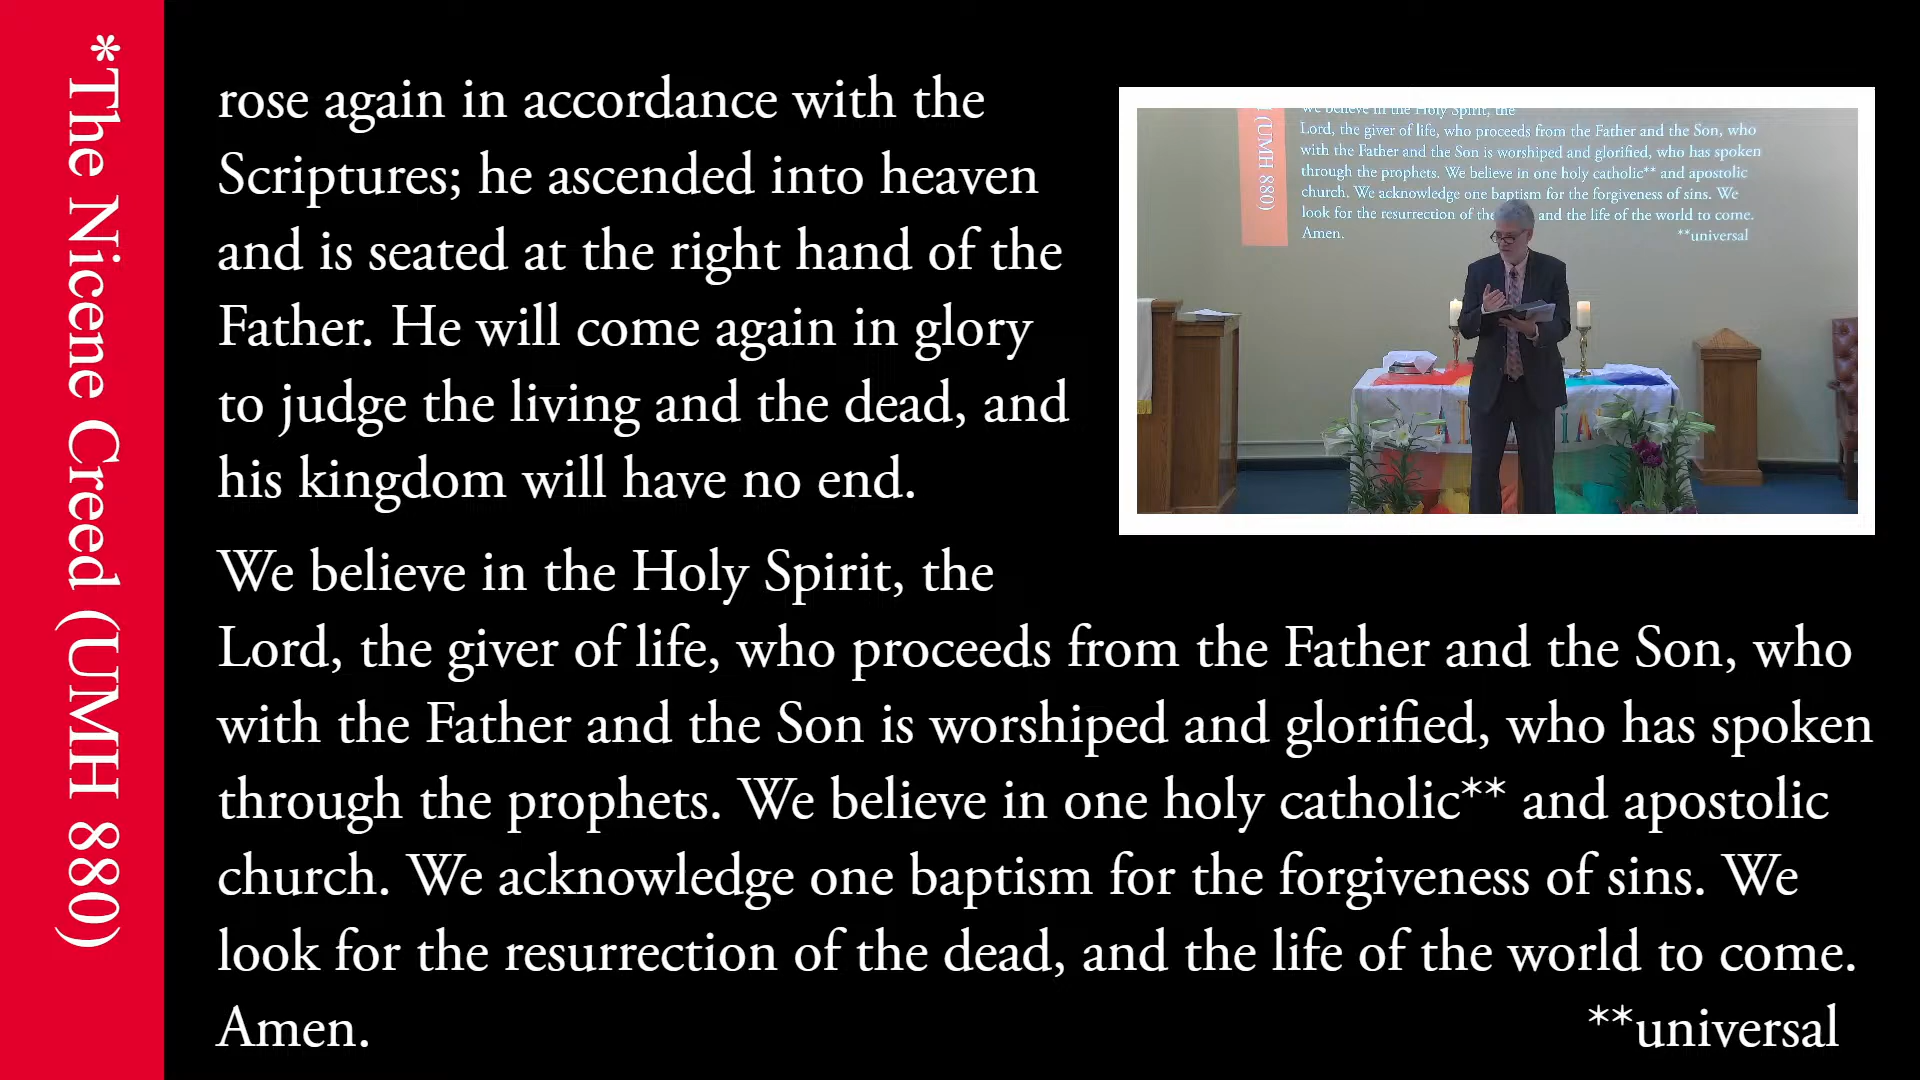 *The Nicene Creed (UMH 880)
rose again in accordance with the
Scriptures; he ascended into heaven
and is seated at the right hand of the
Father. He will come again in glory
to judge the living and the dead, and
his kingdom will have no end.
We believe in the Holy Spirit, the
Lord, the giver of life, who proceeds from the Father and the Son, who
with the Father and the Son is worshiped and glorified, who has spoken
through the prophets. We believe in one holy catholic** and apostolic
church. We acknowledge one baptism for the forgiveness of sins. We
look for the resurrection of the dead, and the life of the world to come.
Amen.
**universal
(UMH 880)
We believe in the Holy Spirit, the
Lord, the giver of life, who proceeds from the Father and the Son, who
with the Father and the Son is worshiped and glorified, who has spoken
through the prophets. We believe in one holy catholic** and apostolic
church. We acknowledge one baptism for the forgiveness of sins. We
look for the resurrection of the and the life of the world to come.
Amen.
**universal